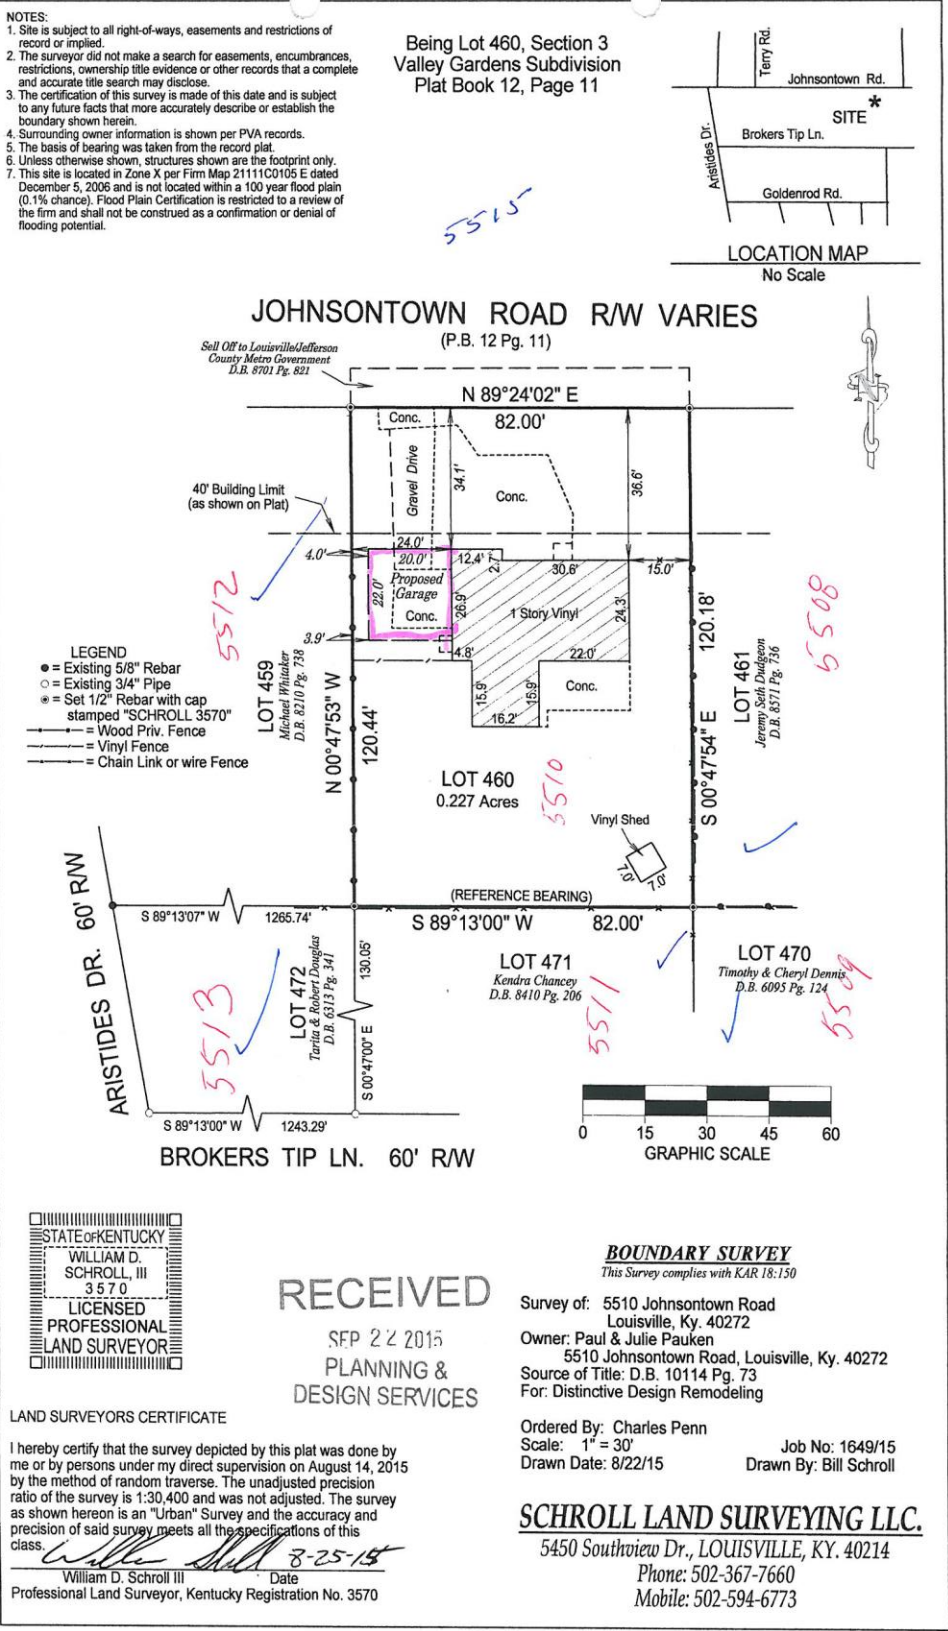 NOTES:
1. Site is subject to all right-of-ways, easements and restrictions of
record or implied.
2. The surveyor did not make a search for easements, encumbrances,
restrictions, ownership title evidence or other records that a complete
and accurate title search may disclose.
3. The certification of this survey is made of this date and is subject
to any future facts that more accurately describe or establish the
boundary shown herein.
4. Surrounding owner information is shown per PVA records.
5. The basis of bearing was taken from the record plat.
6. Unless otherwise shown, structures shown are the footprint only.
7. This site is located in Zone X per Firm Map 21111C0105 E dated
December 5, 2006 and is not located within a 100 year flood plain
(0.1% chance). Flood Plain Certification is restricted to a review of
the firm and shall not be construed as a confirmation or denial of
flooding potential.
Being Lot 460, Section 3
Valley Gardens Subdivision
Plat Book 12, Page 11
5515
Terry Rd.
Johnsontown Rd.
SITE *
Brokers Tip Ln.
Aristides Dr.
Goldenrod Rd.
LOCATION MAP
No Scale
JOHNSONTOWN ROAD R/W VARIES
(P.B. 12 Pg. 11)
Sell Off to Louisville/Jefferson
County Metro Government
D.B. 8701 Pg. 821
N 89°24'02" E
82.00'
N
Conc.
Gravel Drive
34.1'
Conc.
36.6'
40' Building Limit
(as shown on Plat)
24.0'
4.0'
20.0'
12.4'
2.7'
30.6'
15.0'
22.0'
Proposed
Garage
Conc.
26.9'
1 Story Vinyl
24.3'
3.9'
4.8'
22.0'
15.9'
15.9'
Conc.
16.2'
5512
5508
LEGEND
= Existing 5/8" Rebar
= Existing 3/4" Pipe
= Set 1/2" Rebar with cap
stamped "SCHROLL 3570"
= Wood Priv. Fence
= Vinyl Fence
= Chain Link or wire Fence
LOT 459
Michael Whitaker
D.B. 8210 Pg. 738
N 00°47'53" W
120.44'
120.18'
S 00°47'54" E
LOT 461
Jeremy Seth Dudgeon
D.B. 8571 Pg. 736
LOT 460
0.227 Acres
5510
Vinyl Shed
7.0'
7.0'
(REFERENCE BEARING)
S 89°13'00" W
82.00'
ARISTIDES DR. 60' R/W
S 89°13'07" W
1265.74'
LOT 472
Tarita & Robert Douglas
D.B. 6313 Pg. 341
130.05'
S 00°47'00" E
5513
LOT 471
Kendra Chancey
D.B. 8410 Pg. 206
5511
LOT 470
Timothy & Cheryl Dennis
D.B. 6095 Pg. 124
5509
S 89°13'00" W
1243.29'
BROKERS TIP LN. 60' R/W
0 15 30 45 60
GRAPHIC SCALE
STATE OF KENTUCKY
WILLIAM D.
SCHROLL, III
3570
LICENSED
PROFESSIONAL
LAND SURVEYOR
RECEIVED
SEP 22 2015
PLANNING &
DESIGN SERVICES
BOUNDARY SURVEY
This Survey complies with KAR 18:150
Survey of: 5510 Johnsontown Road
Louisville, Ky. 40272
Owner: Paul & Julie Pauken
5510 Johnsontown Road, Louisville, Ky. 40272
Source of Title: D.B. 10114 Pg. 73
For: Distinctive Design Remodeling
Ordered By: Charles Penn
Scale: 1" = 30'
Job No: 1649/15
Drawn Date: 8/22/15
Drawn By: Bill Schroll
LAND SURVEYORS CERTIFICATE
I hereby certify that the survey depicted by this plat was done by
me or by persons under my direct supervision on August 14, 2015
by the method of random traverse. The unadjusted precision
ratio of the survey is 1:30,400 and was not adjusted. The survey
as shown hereon is an "Urban" Survey and the accuracy and
precision of said survey meets all the specifications of this
class.
William Schroll 8-25-15
William D. Schroll III Date
Professional Land Surveyor, Kentucky Registration No. 3570
SCHROLL LAND SURVEYING LLC.
5450 Southview Dr., LOUISVILLE, KY. 40214
Phone: 502-367-7660
Mobile: 502-594-6773